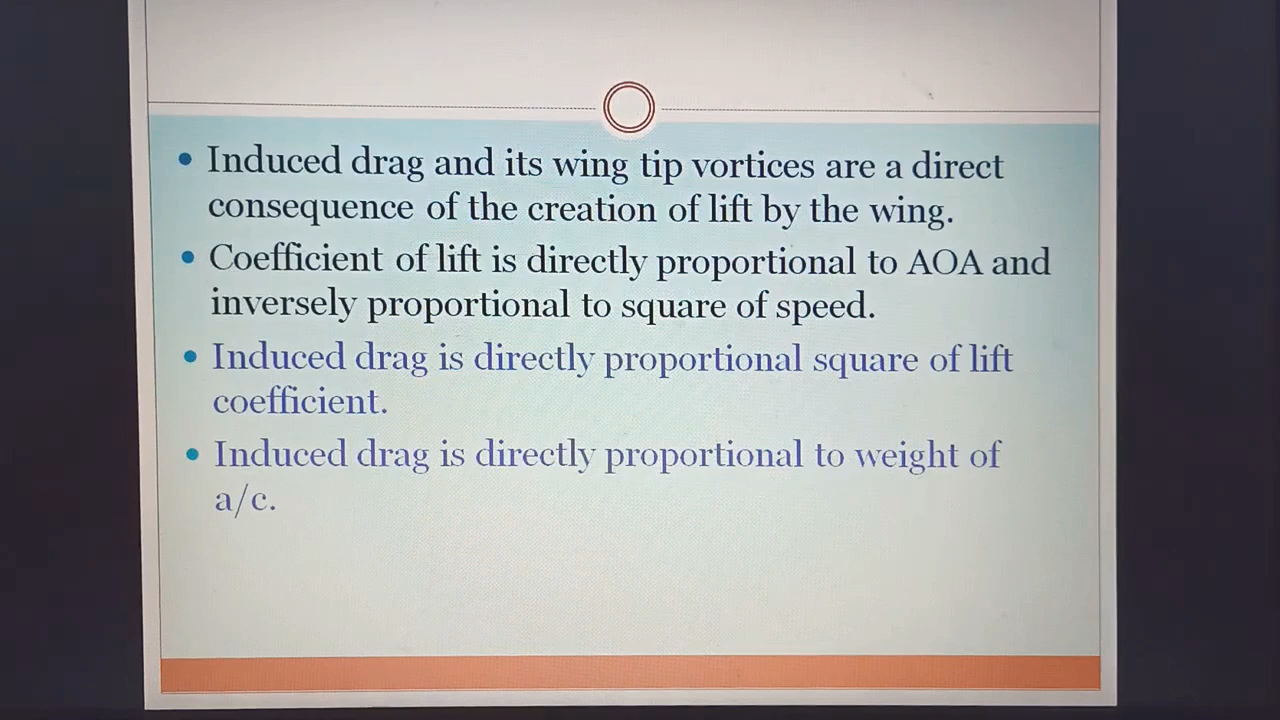 • Induced drag and its wing tip vortices are a direct
consequence of the creation of lift by the wing.
• Coefficient of lift is directly proportional to AOA and
inversely proportional to square of speed.
• Induced drag is directly proportional square of lift
coefficient.
• Induced drag is directly proportional to weight of
a/c.